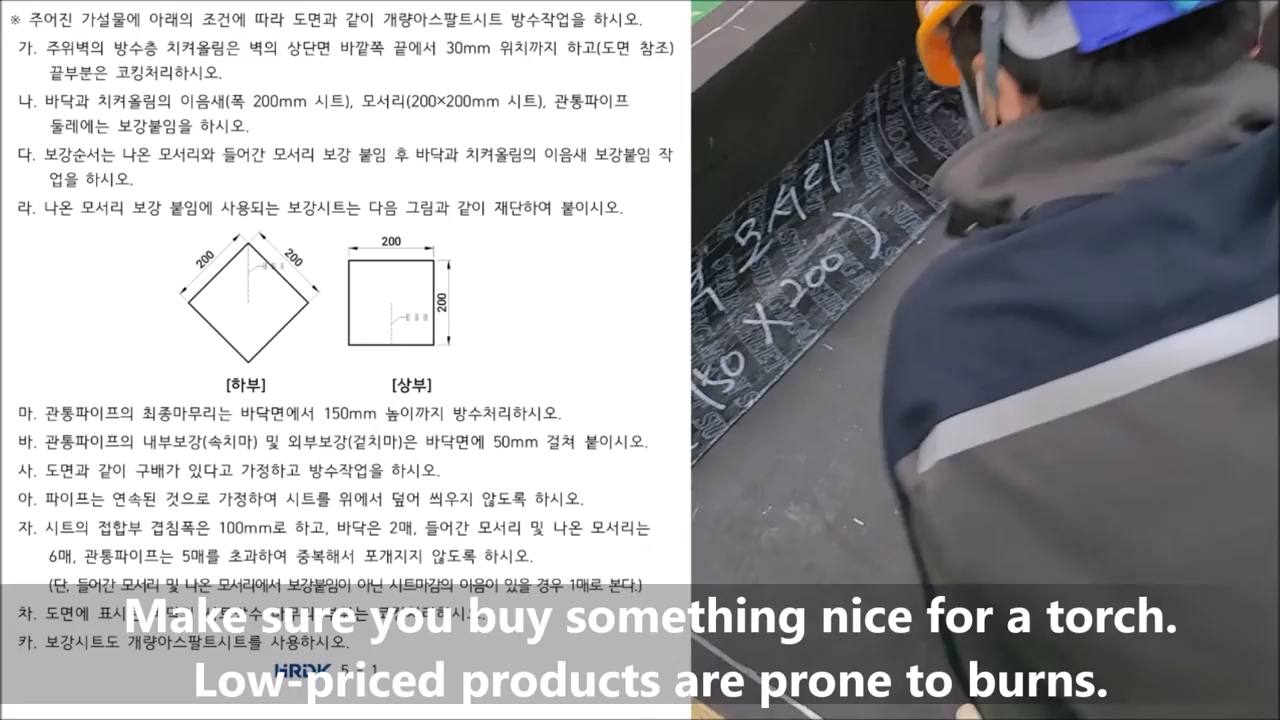 ※ 주어진 가설물에 아래의 조건에 따라 도면과 같이 개량아스팔트시트 방수작업을 하시오.
가. 주위벽의 방수층 치켜올림은 벽의 상단면 바깥쪽 끝에서 30mm 위치까지 하고(도면 참조)
끝부분은 코킹처리하시오.
나. 바닥과 치켜올림의 이음새(폭 200mm 시트), 모서리(200×200mm 시트), 관통파이프
둘레에는 보강붙임을 하시오.
다. 보강순서는 나온 모서리와 들어간 모서리 보강 붙임 후 바닥과 치켜올림의 이음새 보강붙임 작
업을 하시오.
라. 나온 모서리 보강 붙임에 사용되는 보강시트는 다음 그림과 같이 재단하여 붙이시오.
200 200 200
200
[하부] [상부]
마. 관통파이프의 최종마무리는 바닥면에서 150mm 높이까지 방수처리하시오.
바. 관통파이프의 내부보강(속치마) 및 외부보강(겉치마)은 바닥면에 50mm 걸쳐 붙이시오.
사. 도면과 같이 구배가 있다고 가정하고 방수작업을 하시오.
아. 파이프는 연속된 것으로 가정하여 시트를 위에서 덮어 씌우지 않도록 하시오.
자. 시트의 접합부 겹침폭은 100mm로 하고, 바닥은 2매, 들어간 모서리 및 나온 모서리는
6매, 관통파이프는 5매를 초과하여 중복해서 포개지지 않도록 하시오.
(단, 들어간 모서리 및 나온 모서리에서 보강붙임이 아닌 시트마감의 이음이 있을 경우 1매로 본다.)
차. 도면에 표시
카. 보강시트도 개량아스팔트시트를 사용하시오.
HRDK 5 - 1
모서리
150 X 200 )
Make sure you buy something nice for a torch.
Low-priced products are prone to burns.